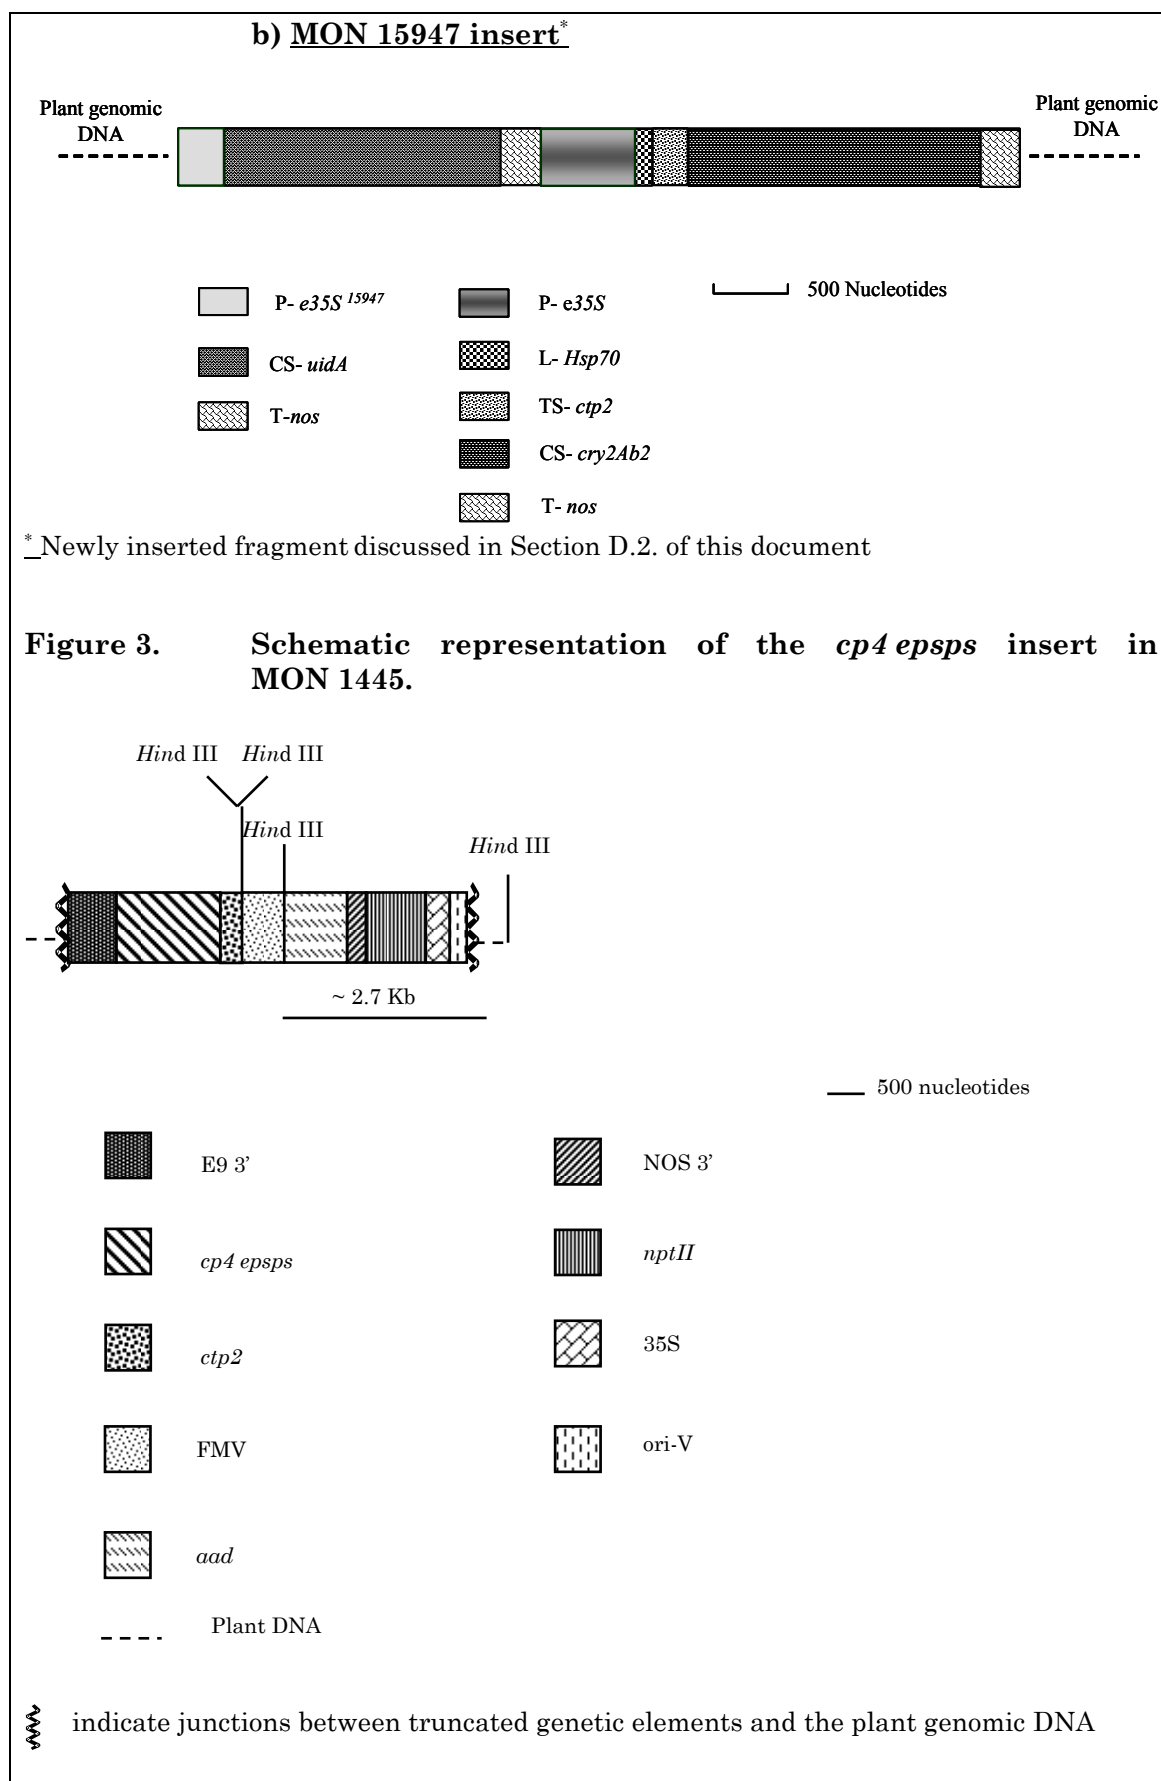 b) MON 15947 insert*
Plant genomic
DNA
Plant genomic
DNA
P- e35S 15947
P- e35S
500 Nucleotides
CS- uidA
L- Hsp70
T-nos
TS- ctp2
CS- cry2Ab2
T- nos
* Newly inserted fragment discussed in Section D.2. of this document
Figure 3. Schematic representation of the cp4 epsps insert in
MON 1445.
Hind III Hind III
Hind III
Hind III
~ 2.7 Kb
500 nucleotides
E9 3’
NOS 3’
cp4 epsps
nptII
ctp2
35S
FMV
ori-V
aad
Plant DNA
indicate junctions between truncated genetic elements and the plant genomic DNA